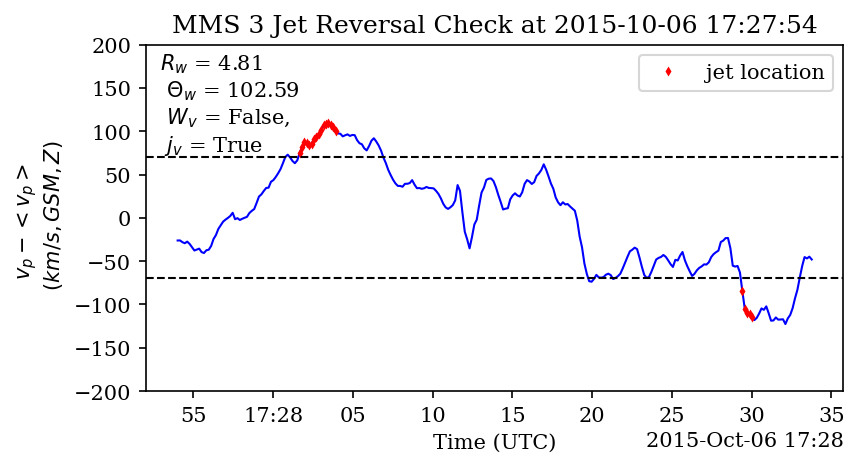 MMS 3 Jet Reversal Check at 2015-10-06 17:27:54
R_w = 4.81
Θ_w = 102.59
W_v = False,
j_v = True
jet location
200
150
100
50
0
−50
−100
−150
−200
v_p − < v_p >
(km/s, GSM, Z)
55 17:28 05 10 15 20 25 30 35
Time (UTC)
2015-Oct-06 17:28